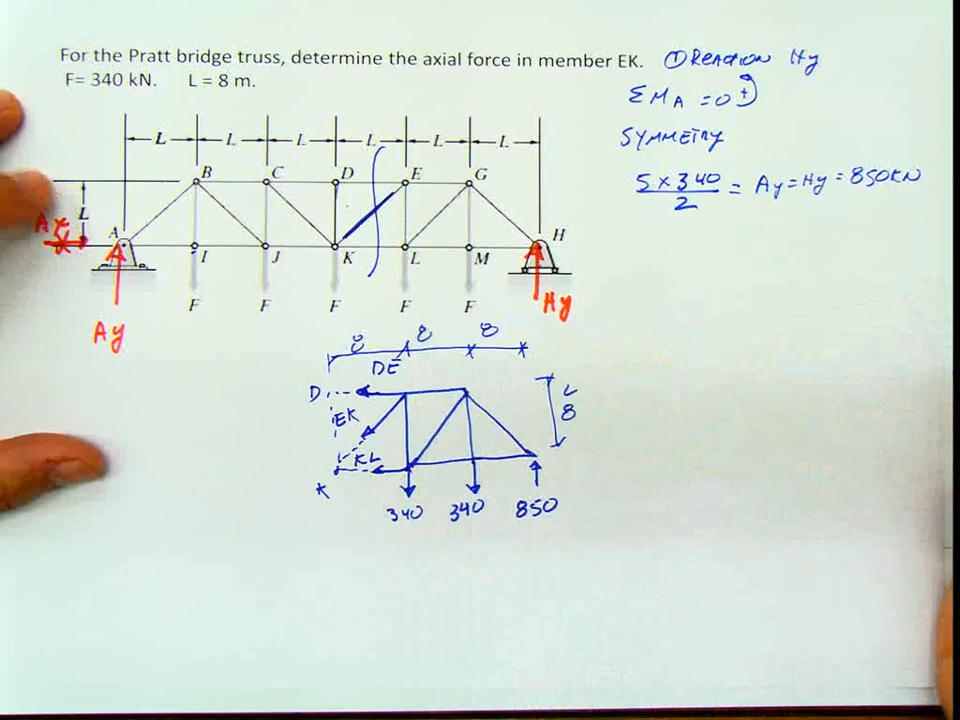 For the Pratt bridge truss, determine the axial force in member EK.
F= 340 kN. L = 8 m.
① REACTION Hy
ΣMA = 0 +
SYMMETRY
5 x 340 / 2 = Ay = Hy = 850KN
L L L L L L
B C D E G
L
Ax
A I J K L M H
F F F F F
Ay
Hy
8 8 8
DE
D
EK
L
8
KL
K
340 340 850